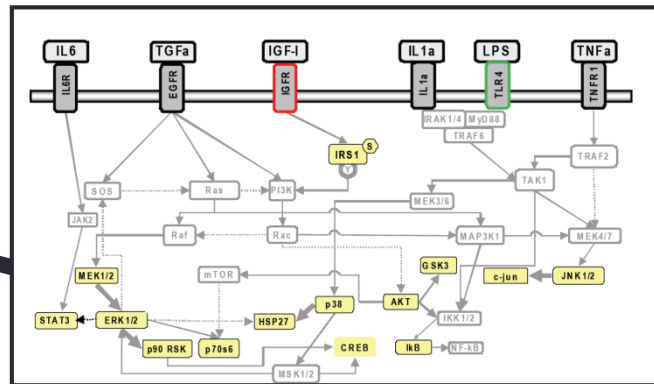 IL6 TGFa IGF-I IL1a LPS TNFa
IL6R EGFR IGFR IL1a TLR4 TNFR1
IRAK1/4 MyD88
TRAF6
IRS1 S
Y
TRAF2
SOS Ras PI3K TAK1
MEK3/6
JAK2
Raf Rac MAP3K1 MEK4/7
MEK1/2 mTOR GSK3 c-jun JNK1/2
p38 AKT
STAT3 ERK1/2 HSP27 IKK1/2
p90 RSK p70s6 CREB IkB NF-kB
MSK1/2